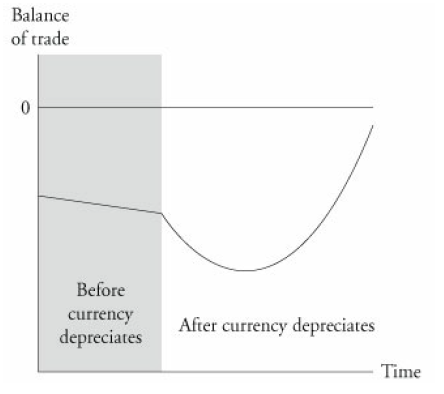 Balance
of trade
0
Before
currency
depreciates
After currency depreciates
Time